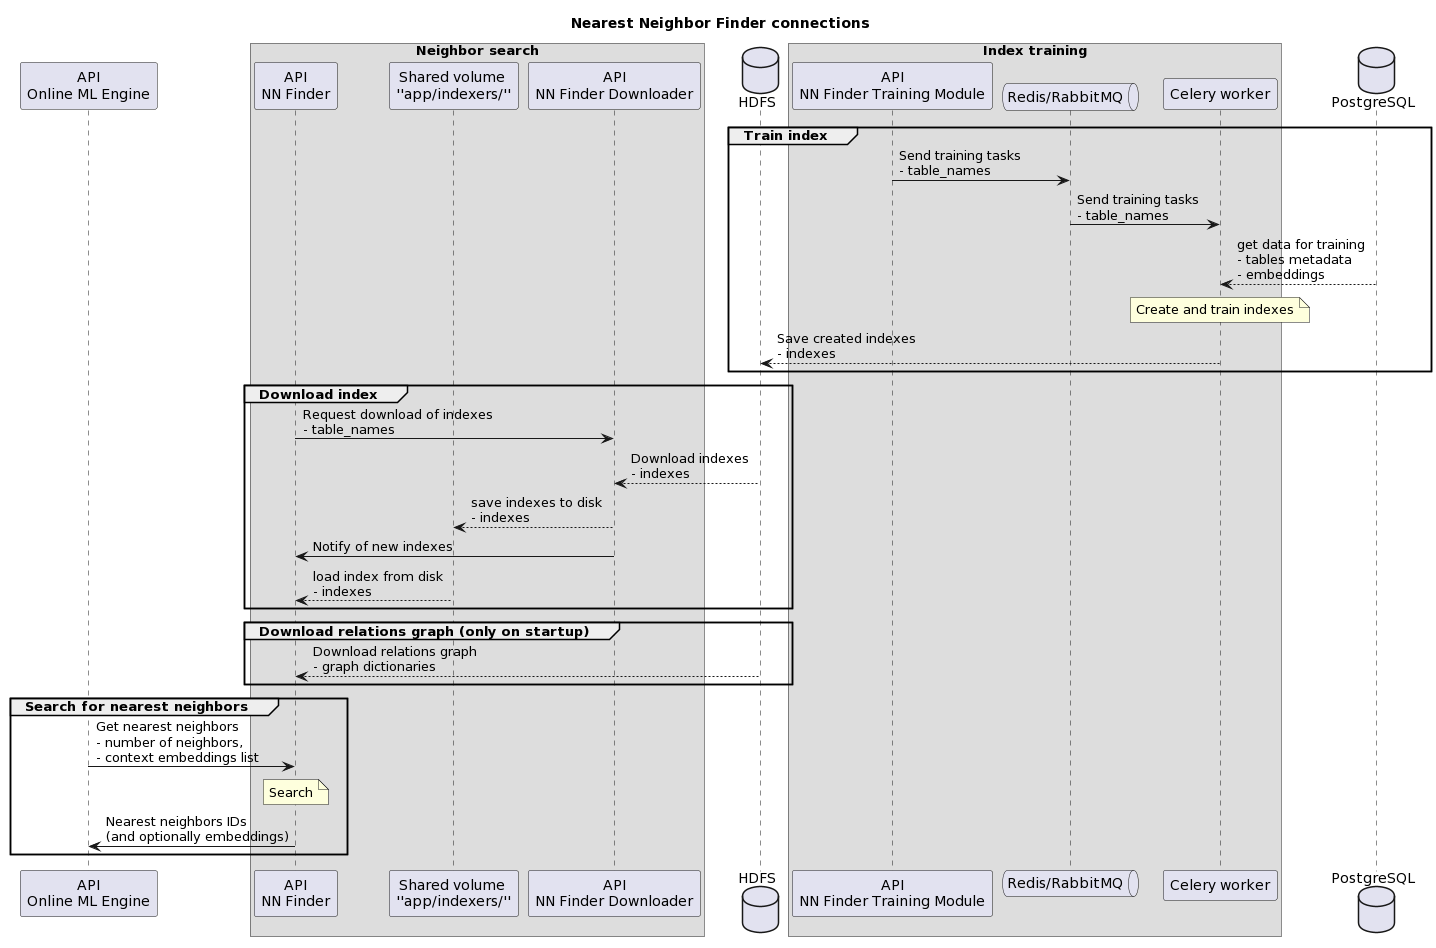 Nearest Neighbor Finder connections
Neighbor search
Index training
API
Online ML Engine
API
NN Finder
Shared volume
''app/indexers/''
API
NN Finder Downloader
HDFS
API
NN Finder Training Module
Redis/RabbitMQ
Celery worker
PostgreSQL
Train index
Send training tasks
- table_names
Send training tasks
- table_names
get data for training
- tables metadata
- embeddings
Create and train indexes
Save created indexes
- indexes
Download index
Request download of indexes
- table_names
Download indexes
- indexes
save indexes to disk
- indexes
Notify of new indexes
load index from disk
- indexes
Download relations graph (only on startup)
Download relations graph
- graph dictionaries
Search for nearest neighbors
Get nearest neighbors
- number of neighbors,
- context embeddings list
Search
Nearest neighbors IDs
(and optionally embeddings)
API
Online ML Engine
API
NN Finder
Shared volume
''app/indexers/''
API
NN Finder Downloader
HDFS
API
NN Finder Training Module
Redis/RabbitMQ
Celery worker
PostgreSQL